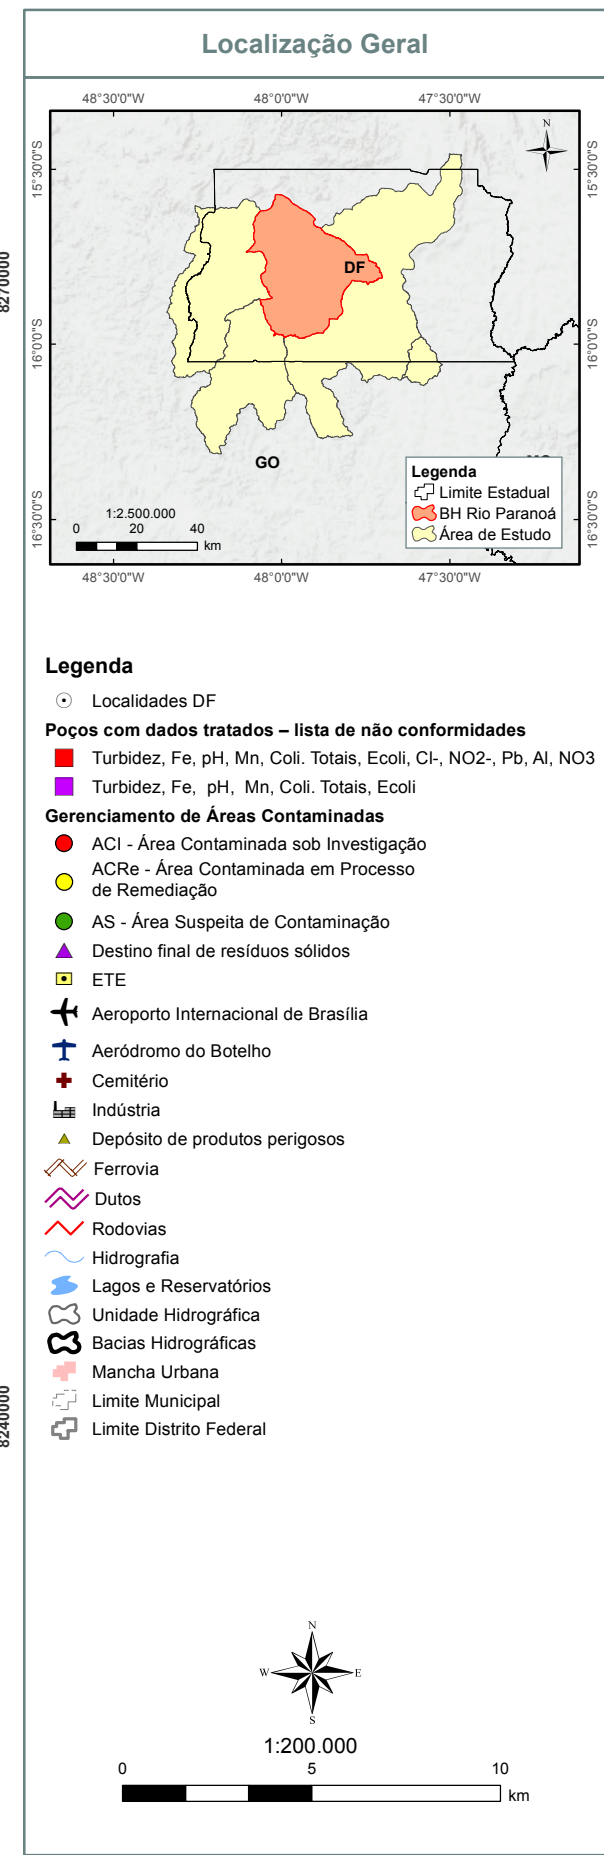 Localização Geral
48°30'0"W 48°0'0"W 47°30'0"W
N
15°30'0"S 15°30'0"S
8270000
DF
16°0'0"S 16°0'0"S
GO
Legenda
Limite Estadual
BH Rio Paranoá
Área de Estudo
1:2.500.000
0 20 40
km
16°30'0"S 16°30'0"S
48°30'0"W 48°0'0"W 47°30'0"W
Legenda
Localidades DF
Poços com dados tratados – lista de não conformidades
Turbidez, Fe, pH, Mn, Coli. Totais, Ecoli, Cl-, NO2-, Pb, Al, NO3
Turbidez, Fe, pH, Mn, Coli. Totais, Ecoli
Gerenciamento de Áreas Contaminadas
ACI - Área Contaminada sob Investigação
ACRe - Área Contaminada em Processo
de Remediação
AS - Área Suspeita de Contaminação
Destino final de resíduos sólidos
ETE
Aeroporto Internacional de Brasília
Aeródromo do Botelho
Cemitério
Indústria
Depósito de produtos perigosos
Ferrovia
Dutos
Rodovias
Hidrografia
Lagos e Reservatórios
Unidade Hidrográfica
Bacias Hidrográficas
Mancha Urbana
8240000
Limite Municipal
Limite Distrito Federal
N
W E
S
1:200.000
0 5 10
km